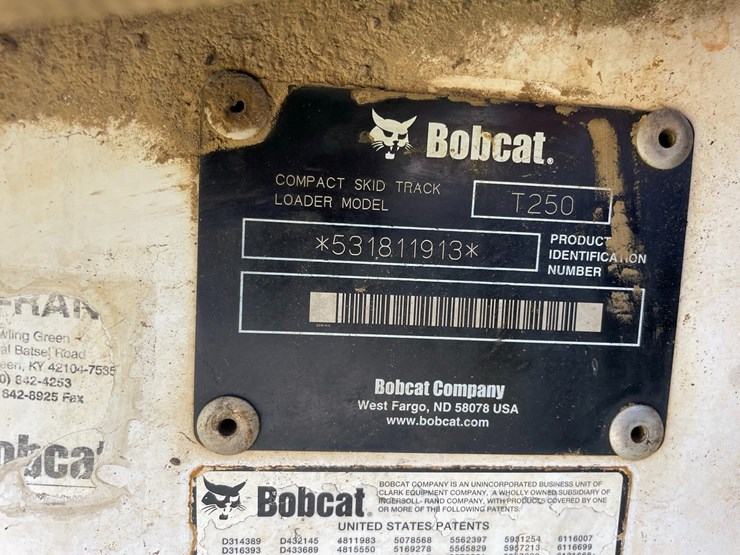 Bobcat®
COMPACT SKID TRACK
LOADER MODEL
T250
*531811913*
PRODUCT
IDENTIFICATION
NUMBER
Bobcat Company
West Fargo, ND 58078 USA
www.bobcat.com
Green
Road
KY 42104-7535
842-4253
842-8925 Fax
Bobcat
BOBCAT COMPANY IS AN UNINCORPORATED BUSINESS UNIT OF
CLARK EQUIPMENT COMPANY, A WHOLLY OWNED SUBSIDIARY OF
INGERSOLL-RAND COMPANY, WITH PRODUCTS COVERED BY ONE
OR MORE OF THE FOLLOWING PATENTS.
UNITED STATES PATENTS
D314389 D432145 4811983 5078568 5562397 5931254 6116007
D316393 D433689 4815550 5169278 5565829 5957213 6116699